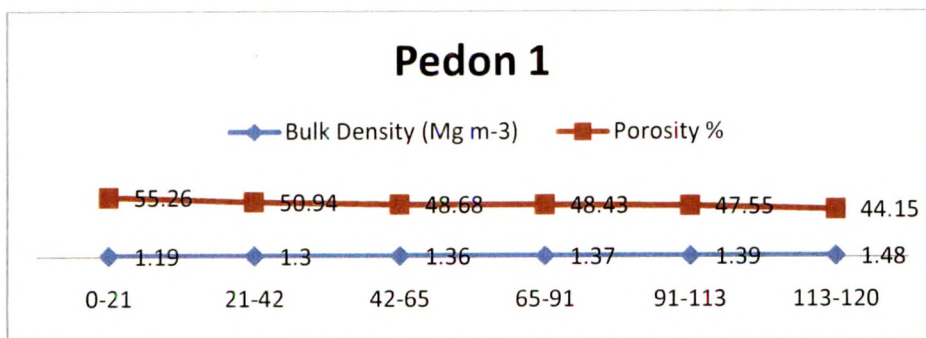 Pedon 1
Bulk Density (Mg m-3) Porosity %
55.26 50.94 48.68 48.43 47.55 44.15
1.19 1.3 1.36 1.37 1.39 1.48
0-21 21-42 42-65 65-91 91-113 113-120